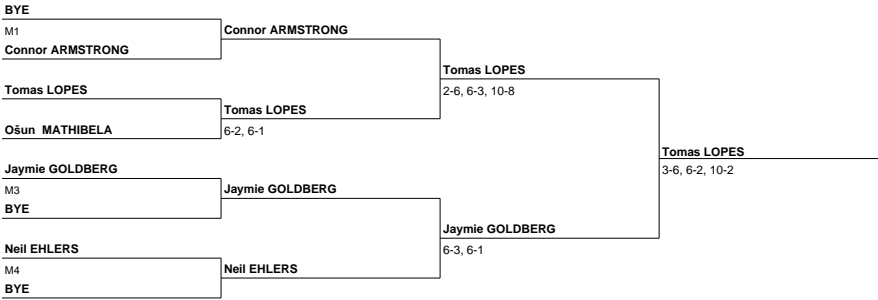 BYE
M1
Connor ARMSTRONG
Connor ARMSTRONG
Tomas LOPES
2-6, 6-3, 10-8
Tomas LOPES
Tomas LOPES
6-2, 6-1
Ošun MATHIBELA
Tomas LOPES
3-6, 6-2, 10-2
Jaymie GOLDBERG
M3
BYE
Jaymie GOLDBERG
Jaymie GOLDBERG
6-3, 6-1
Neil EHLERS
M4
BYE
Neil EHLERS